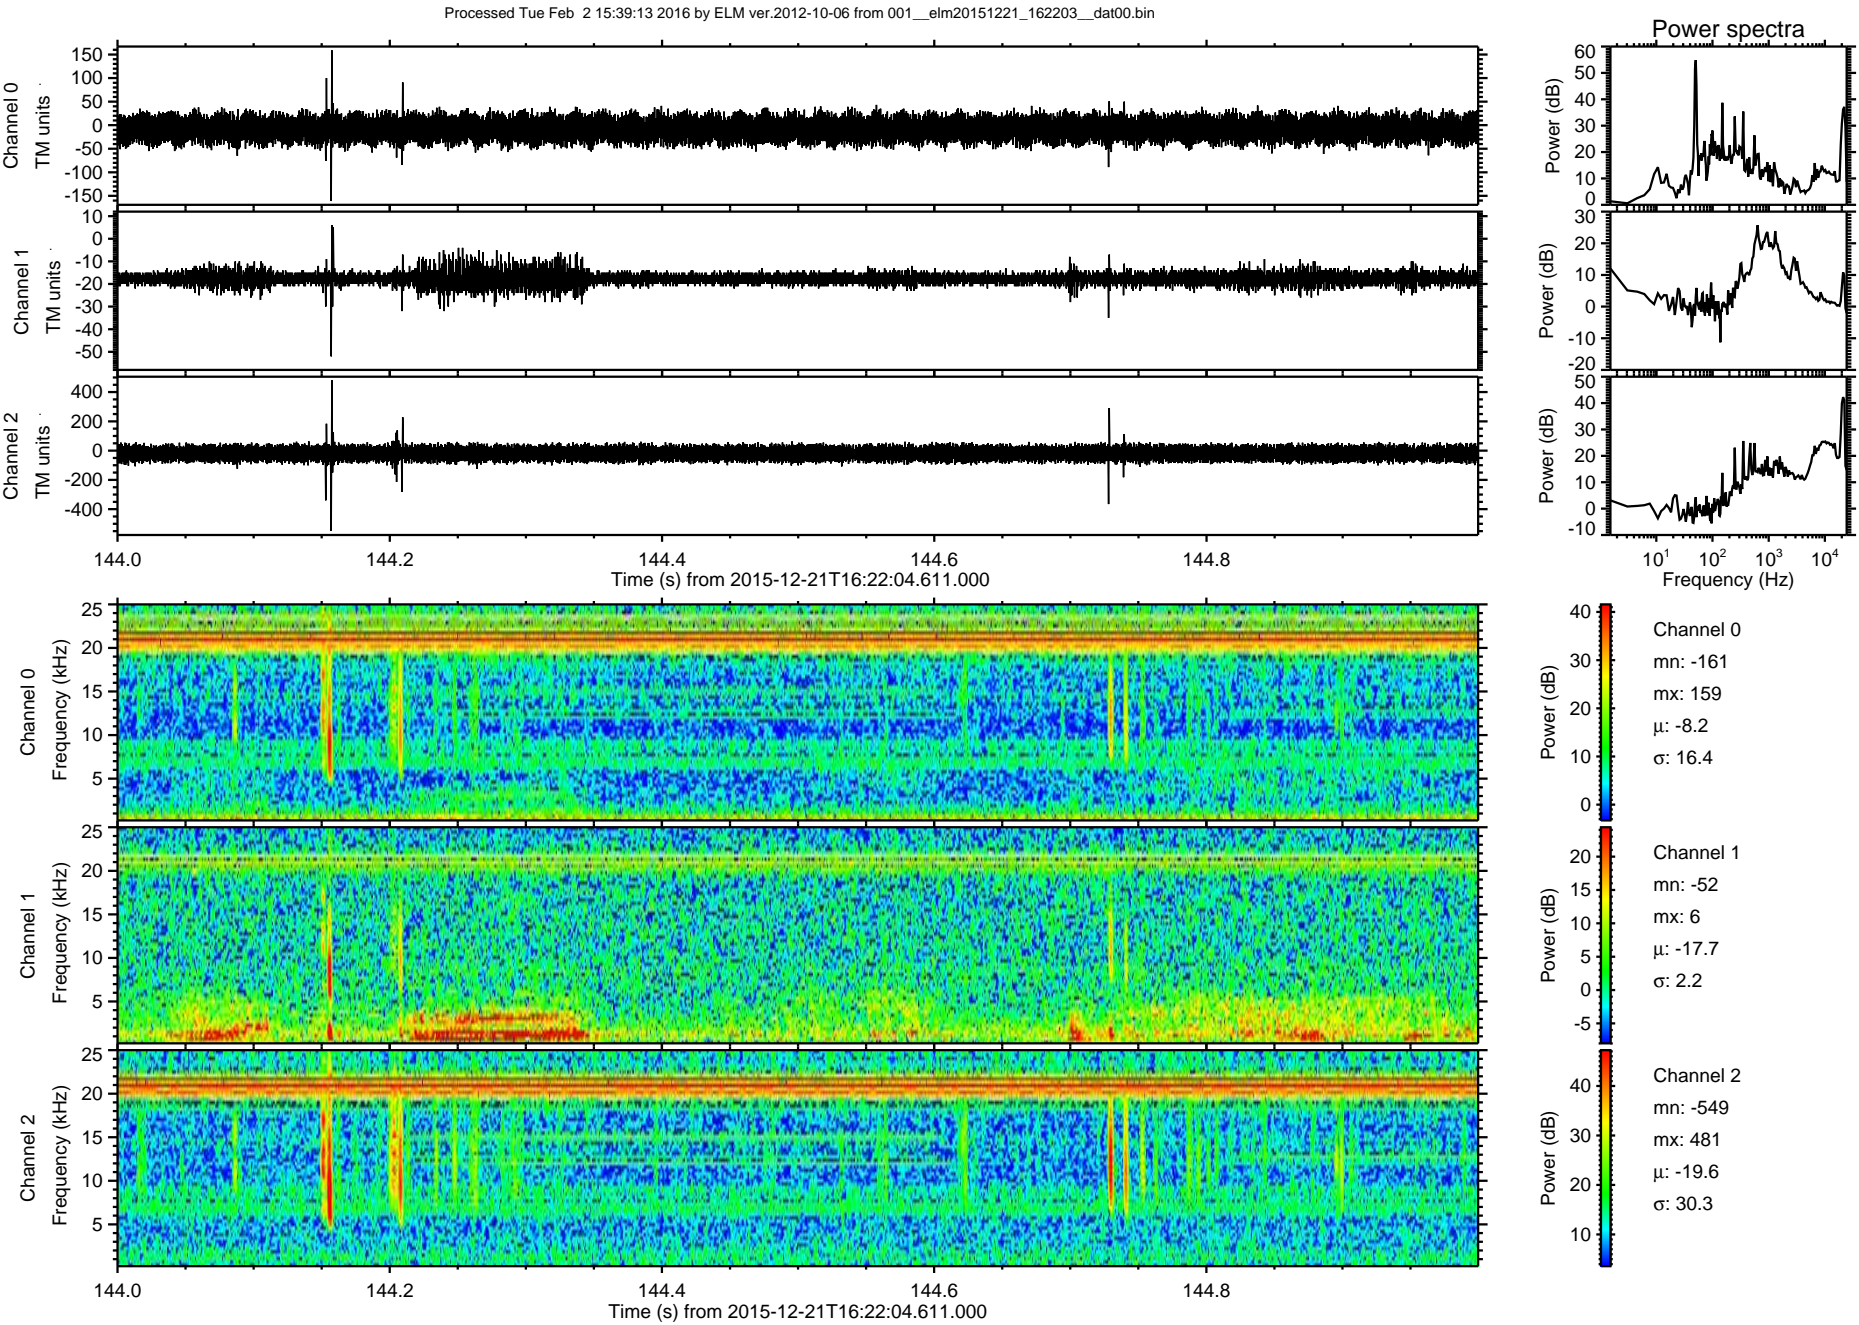 Processed Tue Feb  2 15:39:13 2016 by ELM ver.2012-10-06 from 001__elm20151221_162203__dat00.bin
Power spectra
Channel 0
TM units
150
100
50
0
-50
-100
-150
Power (dB)
60
50
40
30
20
10
0
Channel 1
TM units
10
0
-10
-20
-30
-40
-50
Power (dB)
30
20
10
0
-10
-20
Channel 2
TM units
400
200
0
-200
-400
Power (dB)
50
40
30
20
10
0
-10
144.0 144.2 144.4 144.6 144.8
Time (s) from 2015-12-21T16:22:04.611.000
10¹ 10² 10³ 10⁴
Frequency (Hz)
Channel 0
Frequency (kHz)
25
20
15
10
5
Power (dB)
40
30
20
10
0
Channel 0
mn: -161
mx: 159
μ: -8.2
σ: 16.4
Channel 1
Frequency (kHz)
25
20
15
10
5
Power (dB)
20
15
10
5
0
-5
Channel 1
mn: -52
mx: 6
μ: -17.7
σ: 2.2
Channel 2
Frequency (kHz)
25
20
15
10
5
Power (dB)
40
30
20
10
Channel 2
mn: -549
mx: 481
μ: -19.6
σ: 30.3
144.0 144.2 144.4 144.6 144.8
Time (s) from 2015-12-21T16:22:04.611.000